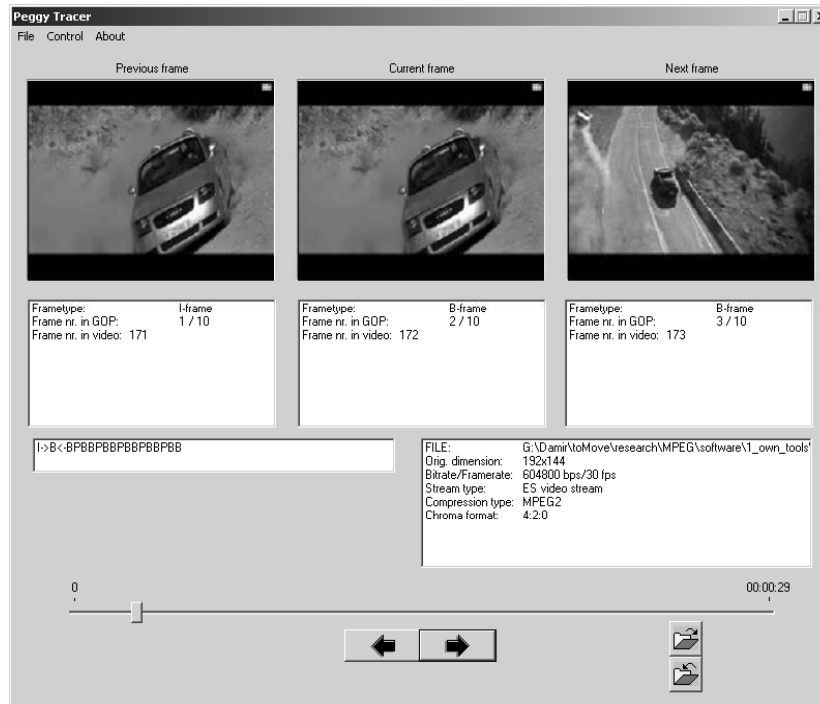 Peggy Tracer
File Control About
Previous frame Current frame Next frame
Frametype: I-frame
Frame nr. in GOP: 1 / 10
Frame nr. in video: 171
Frametype: B-frame
Frame nr. in GOP: 2 / 10
Frame nr. in video: 172
Frametype: B-frame
Frame nr. in GOP: 3 / 10
Frame nr. in video: 173
I->B<-BPBBPBBPBBPBBPBB
FILE: G:\Damir\toMove\research\MPEG\software\1_own_tools'
Orig. dimension: 192x144
Bitrate/Framerate: 604800 bps/30 fps
Stream type: ES video stream
Compression type: MPEG2
Chroma format: 4:2:0
0 00:00:29